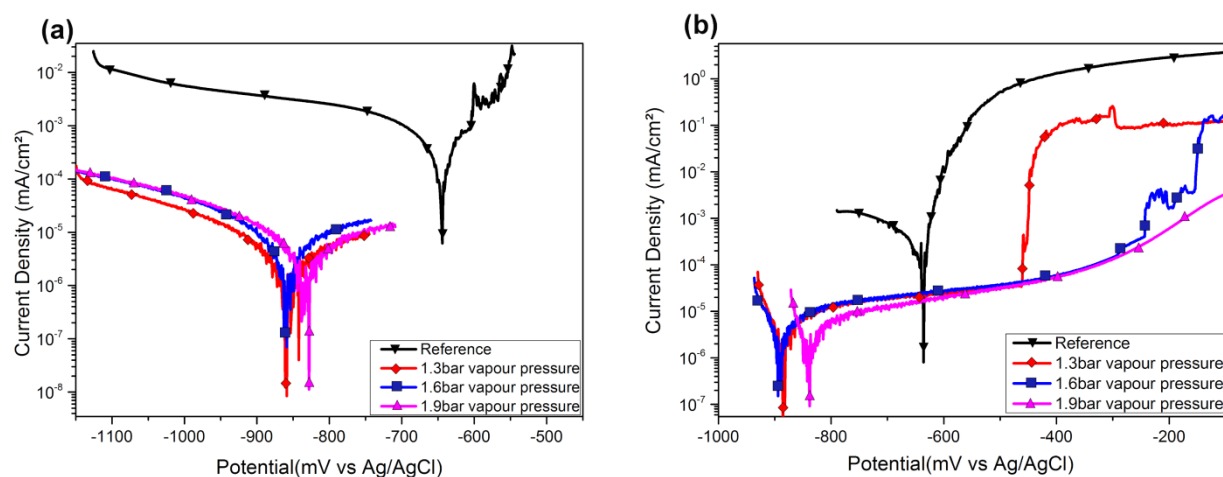 (a)
Current Density (mA/cm²)
10⁻²
10⁻³
10⁻⁴
10⁻⁵
10⁻⁶
10⁻⁷
10⁻⁸
Reference
1.3bar vapour pressure
1.6bar vapour pressure
1.9bar vapour pressure
-1100 -1000 -900 -800 -700 -600 -500
Potential(mV vs Ag/AgCl)
(b)
Current Density (mA/cm²)
10⁰
10⁻¹
10⁻²
10⁻³
10⁻⁴
10⁻⁵
10⁻⁶
10⁻⁷
Reference
1.3bar vapour pressure
1.6bar vapour pressure
1.9bar vapour pressure
-1000 -800 -600 -400 -200
Potential(mV vs Ag/AgCl)